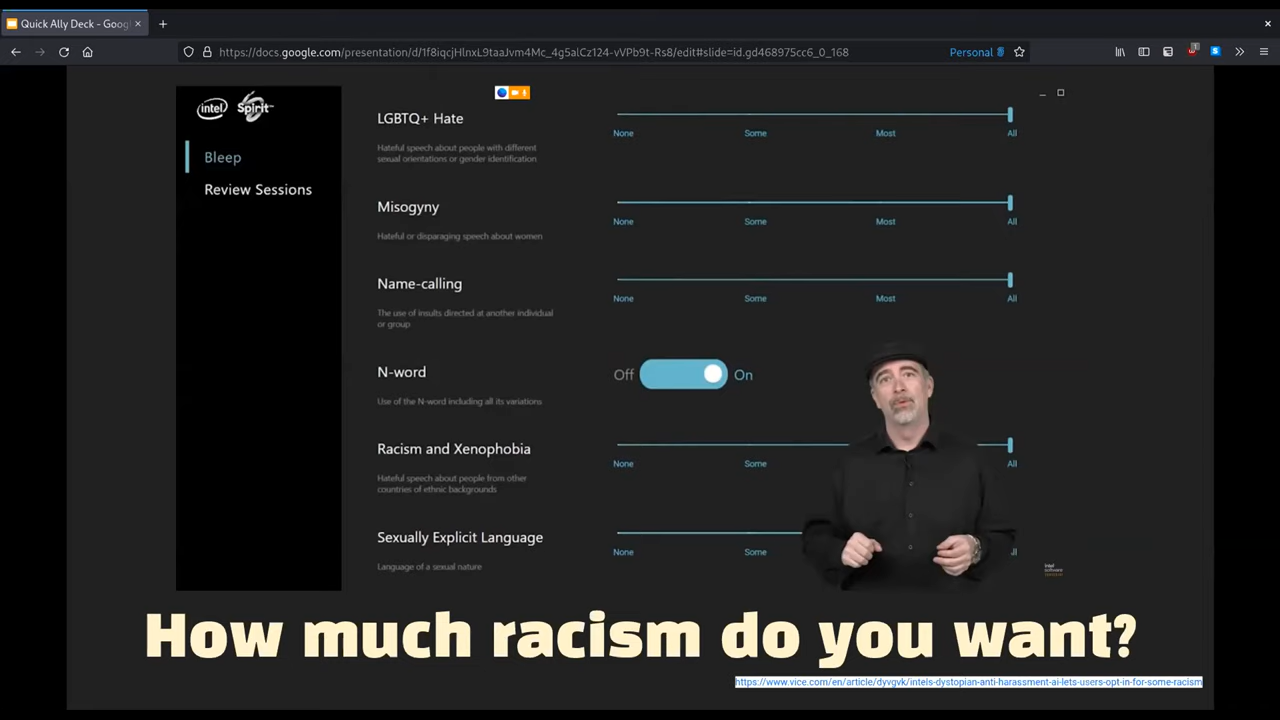 Quick Ally Deck - Goog
https://docs.google.com/presentation/d/1f8iqcjHlnxL9taaJvm4Mc_4g5alCz124-vVPb9t-Rs8/edit#slide=id.gd468975cc6_0_168
Personal
intel Spirit
Bleep
Review Sessions
LGBTQ+ Hate
Hateful speech about people with different
sexual orientations or gender identification
None Some Most All
Misogyny
Hateful or disparaging speech about women
None Some Most All
Name-calling
The use of insults directed at another individual
or group
None Some Most All
N-word
Use of the N-word including all its variations
Off On
Racism and Xenophobia
Hateful speech about people from other
countries of ethnic backgrounds
None Some All
Sexually Explicit Language
Language of a sexual nature
None Some
intel
software
How much racism do you want?
https://www.vice.com/en/article/dyvgvk/intels-dystopian-anti-harassment-ai-lets-users-opt-in-for-some-racism